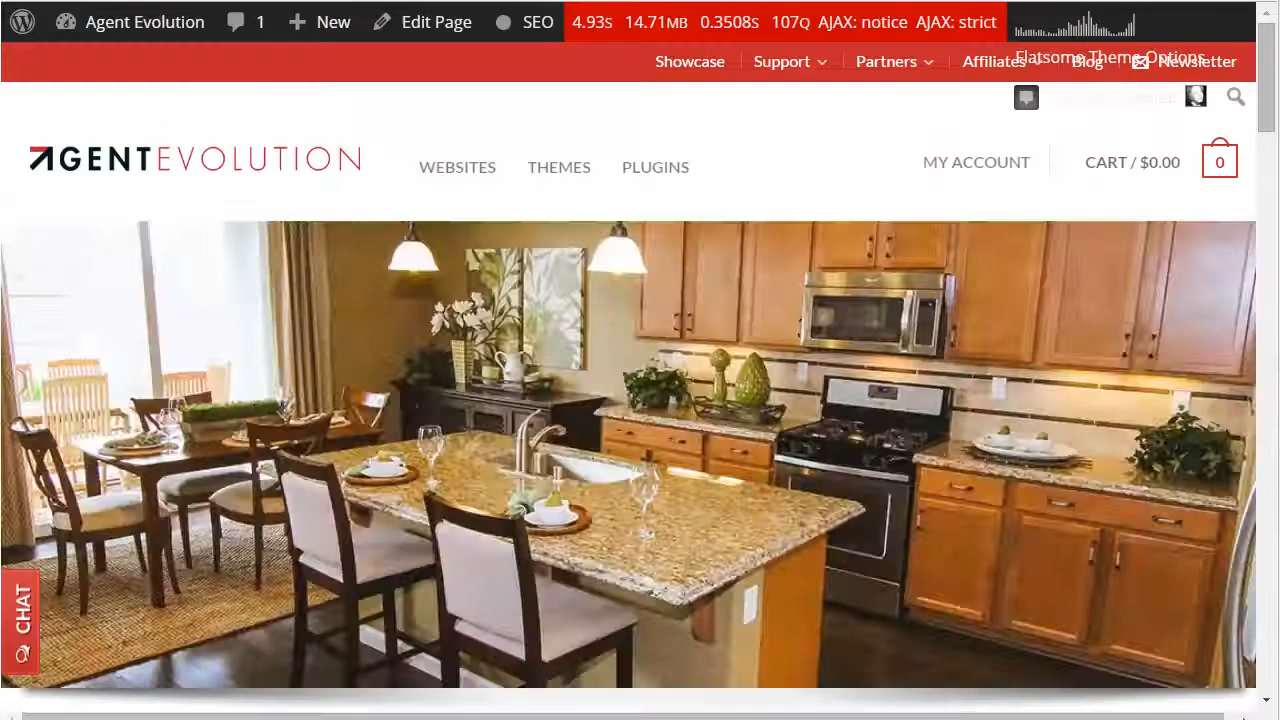 Agent Evolution 1 New Edit Page SEO 4.93S 14.71MB 0.3508S 107Q AJAX: notice AJAX: strict
Flatsome Theme Options
Showcase Support Partners Affiliates Blog Newsletter
AGENTEVOLUTION
WEBSITES THEMES PLUGINS
MY ACCOUNT CART / $0.00 0
CHAT